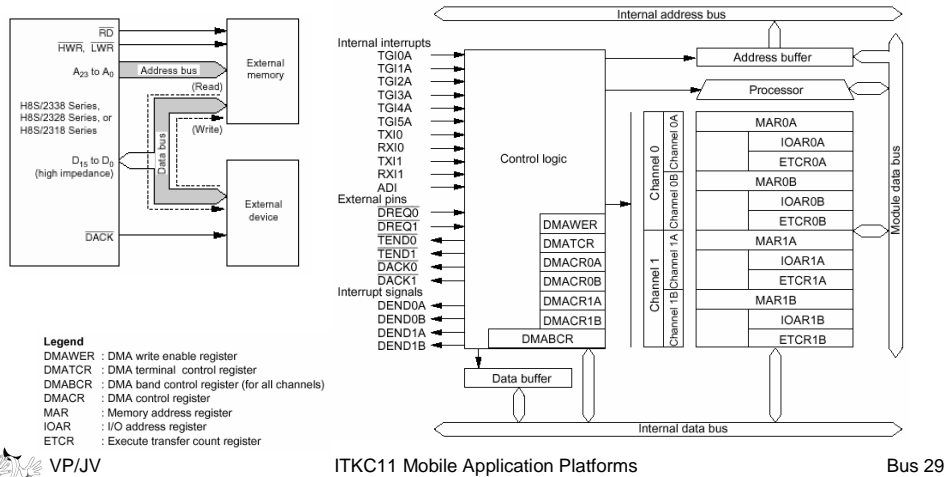 RD
HWR, LWR
A23 to A0
Address bus
External
memory
(Read)
H8S/2338 Series,
H8S/2328 Series, or
H8S/2318 Series
(Write)
Data bus
D15 to D0
(high impedance)
External
device
DACK
Internal address bus
Internal interrupts
TGI0A
TGI1A
TGI2A
TGI3A
TGI4A
TGI5A
TXI0
RXI0
TXI1
RXI1
ADI
External pins
DREQ0
DREQ1
TEND0
TEND1
DACK0
DACK1
Interrupt signals
DEND0A
DEND0B
DEND1A
DEND1B
Control logic
DMAWER
DMATCR
DMACR0A
DMACR0B
DMACR1A
DMACR1B
DMABCR
Data buffer
Address buffer
Processor
Channel 0
Channel 0A
Channel 0B
Channel 1
Channel 1A
Channel 1B
MAR0A
IOAR0A
ETCR0A
MAR0B
IOAR0B
ETCR0B
MAR1A
IOAR1A
ETCR1A
MAR1B
IOAR1B
ETCR1B
Module data bus
Internal data bus
Legend
DMAWER : DMA write enable register
DMATCR : DMA terminal control register
DMABCR : DMA band control register (for all channels)
DMACR : DMA control register
MAR : Memory address register
IOAR : I/O address register
ETCR : Execute transfer count register
VP/JV
ITKC11 Mobile Application Platforms
Bus 29